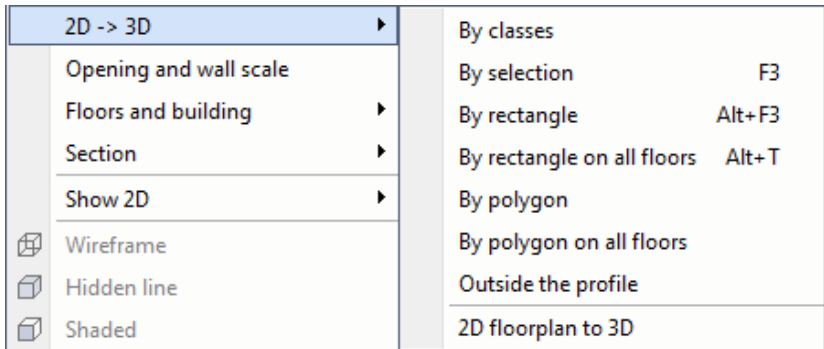 2D -> 3D
Opening and wall scale
Floors and building
Section
Show 2D
Wireframe
Hidden line
Shaded
By classes
By selection F3
By rectangle Alt+F3
By rectangle on all floors Alt+T
By polygon
By polygon on all floors
Outside the profile
2D floorplan to 3D